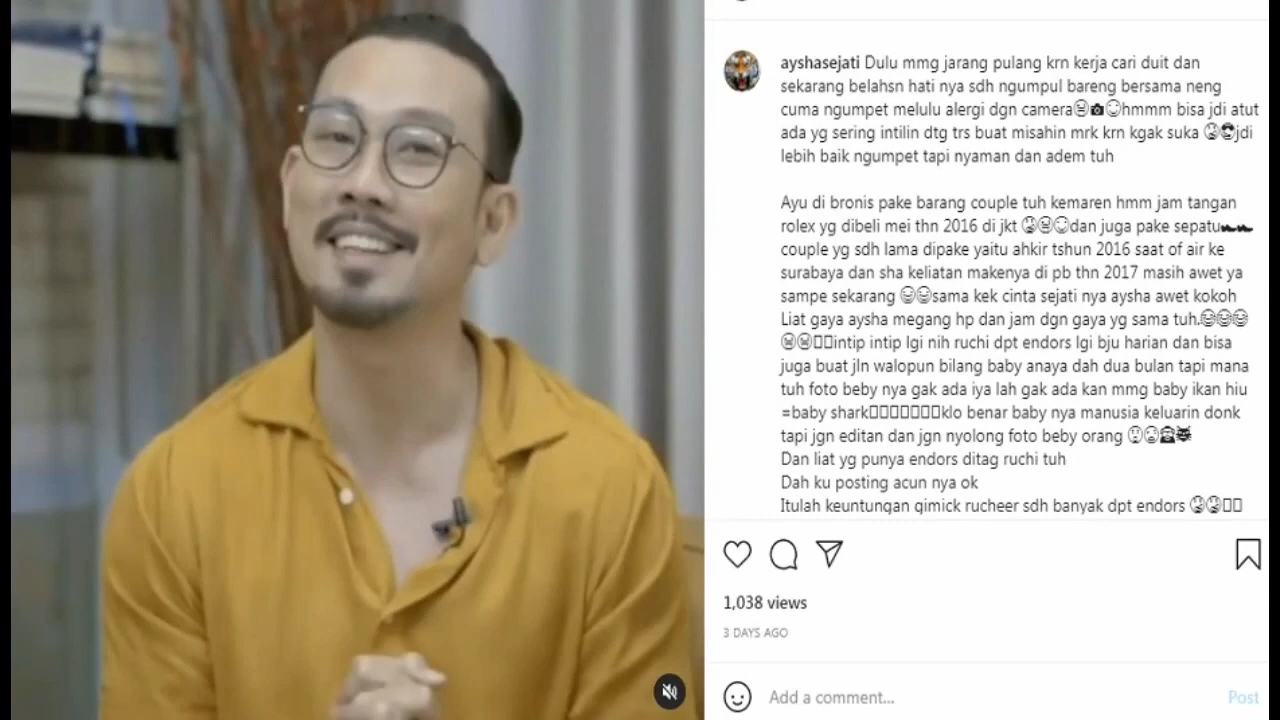 ayshasejati Dulu mmg jarang pulang krn kerja cari duit dan
sekarang belahsn hati nya sdh ngumpul bareng bersama neng
cuma ngumpet melulu alergi dgn camera😫📷😏hmmm bisa jdi atut
ada yg sering intilin dtg trs buat misahin mrk krn kgak suka 😜😎jdi
lebih baik ngumpet tapi nyaman dan adem tuh
Ayu di bronis pake barang couple tuh kemaren hmm jam tangan
rolex yg dibeli mei thn 2016 di jkt 😜😫😏dan juga pake sepatu👞👞
couple yg sdh lama dipake yaitu ahkir tshun 2016 saat of air ke
surabaya dan sha keliatan makenya di pb thn 2017 masih awet ya
sampe sekarang 😄😄sama kek cinta sejati nya aysha awet kokoh
Liat gaya aysha megang hp dan jam dgn gaya yg sama tuh.😂😂😂
😫😫▯▯intip intip lgi nih ruchi dpt endors lgi bju harian dan bisa
juga buat jln walopun bilang baby anaya dah dua bulan tapi mana
tuh foto beby nya gak ada iya lah gak ada kan mmg baby ikan hiu
=baby shark▯▯▯▯▯▯▯klo benar baby nya manusia keluarin donk
tapi jgn editan dan jgn nyolong foto beby orang 😲😜🙊😼
Dan liat yg punya endors ditag ruchi tuh
Dah ku posting acun nya ok
Itulah keuntungan gimick rucheer sdh banyak dpt endors 😜😜▯▯
1,038 views
3 DAYS AGO
Add a comment... Post